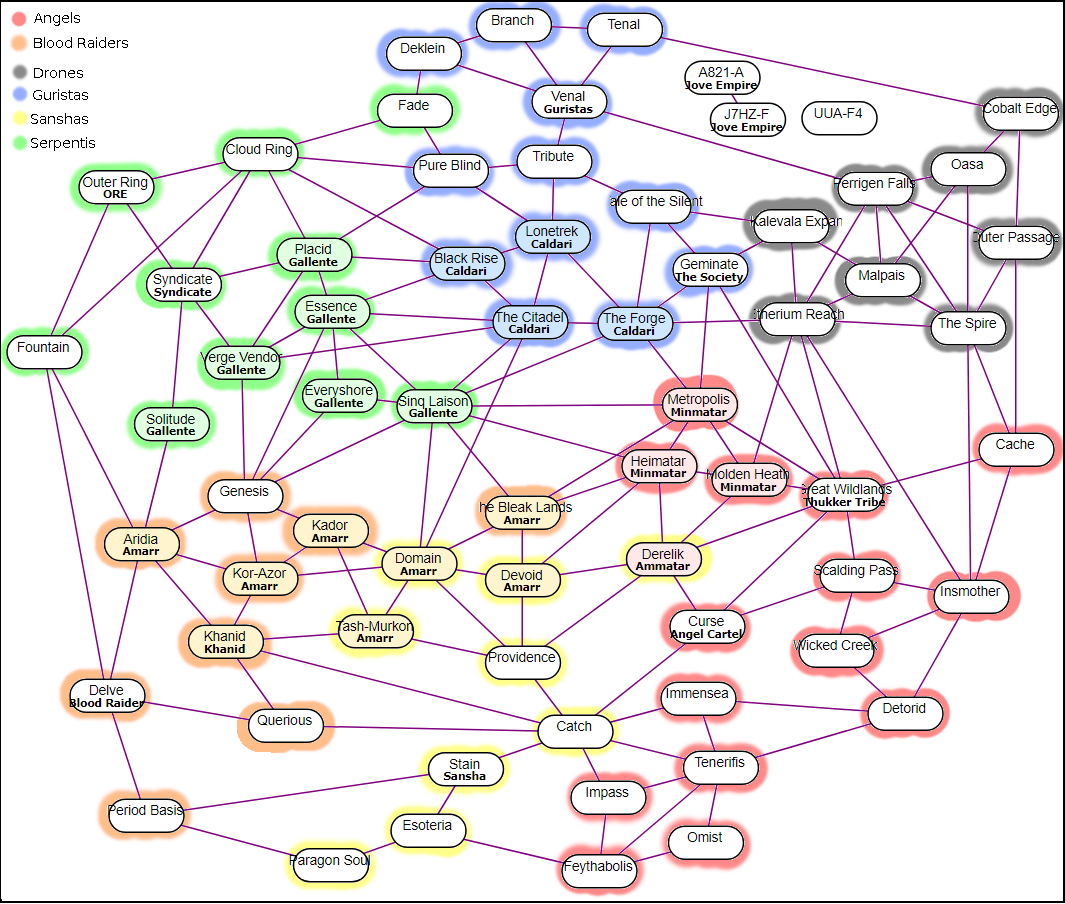 Angels
Blood Raiders
Drones
Guristas
Sanshas
Serpentis
Branch
Tenal
Deklein
A821-A
Jove Empire
Venal
Guristas
Fade
J7HZ-F
Jove Empire
UUA-F4
Cobalt Edge
Cloud Ring
Pure Blind
Tribute
Oasa
Outer Ring
ORE
Perrigen Falls
ale of the Silent
Kalevala Expan
Lonetrek
Caldari
Outer Passage
Placid
Gallente
Black Rise
Caldari
Geminate
The Society
Malpais
Syndicate
Syndicate
Essence
Gallente
The Citadel
Caldari
The Forge
Caldari
therium Reach
The Spire
Fountain
Verge Vendor
Gallente
Everyshore
Gallente
Sinq Laison
Gallente
Metropolis
Minmatar
Solitude
Gallente
Cache
Heimatar
Minmatar
Molden Heath
Minmatar
reat Wildlands
Thukker Tribe
Genesis
he Bleak Lands
Amarr
Kador
Amarr
Aridia
Amarr
Domain
Amarr
Derelik
Ammatar
Kor-Azor
Amarr
Devoid
Amarr
Scalding Pass
Insmother
Khanid
Khanid
Tash-Murkon
Amarr
Curse
Angel Cartel
Providence
Wicked Creek
Delve
Blood Raider
Immensea
Detorid
Querious
Catch
Stain
Sansha
Tenerifis
Impass
Period Basis
Esoteria
Omist
Paragon Soul
Feythabolis